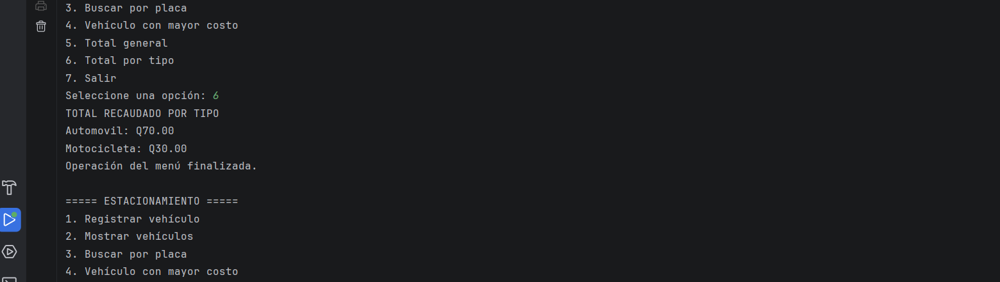 3. Buscar por placa
4. Vehículo con mayor costo
5. Total general
6. Total por tipo
7. Salir
Seleccione una opción: 6
TOTAL RECAUDADO POR TIPO
Automovil: Q70.00
Motocicleta: Q30.00
Operación del menú finalizada.
===== ESTACIONAMIENTO =====
1. Registrar vehículo
2. Mostrar vehículos
3. Buscar por placa
4. Vehículo con mayor costo